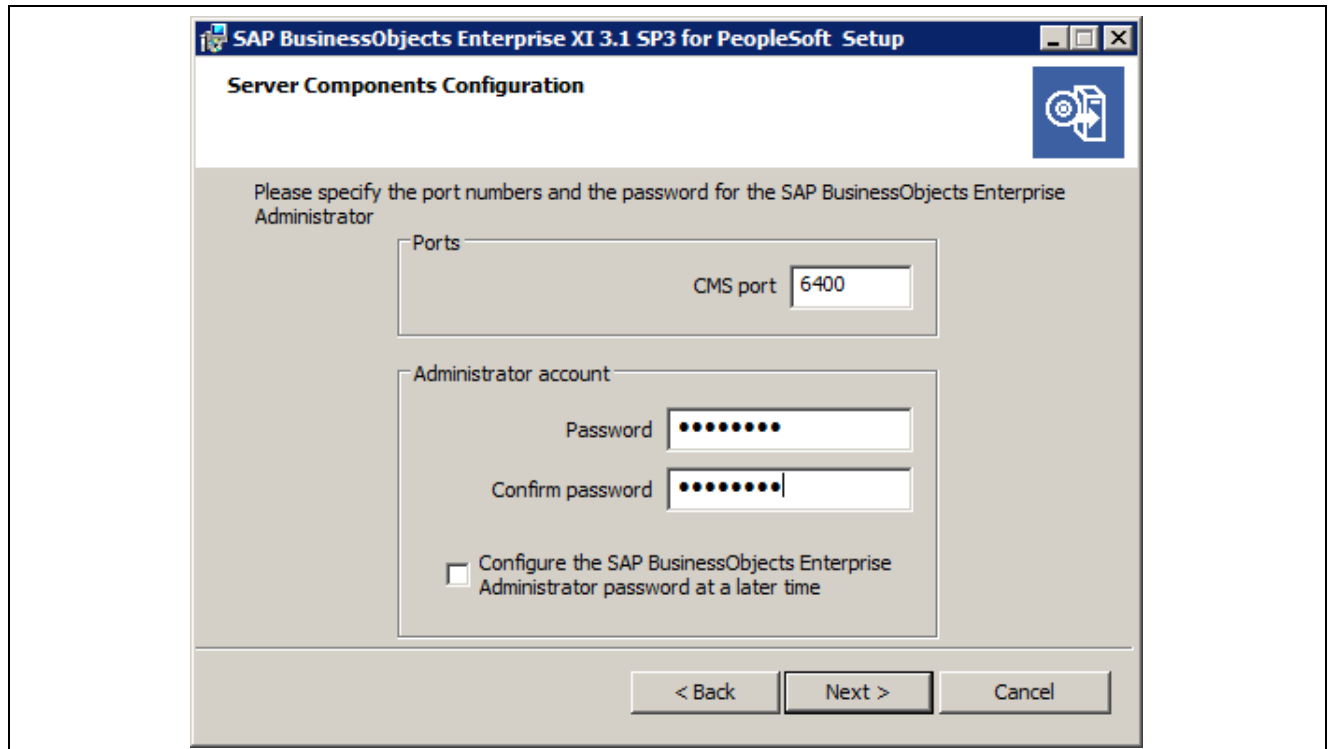 SAP BusinessObjects Enterprise XI 3.1 SP3 for PeopleSoft Setup
Server Components Configuration
Please specify the port numbers and the password for the SAP BusinessObjects Enterprise
Administrator
Ports
CMS port 6400
Administrator account
Password ••••••••
Confirm password ••••••••
Configure the SAP BusinessObjects Enterprise
Administrator password at a later time
< Back Next > Cancel